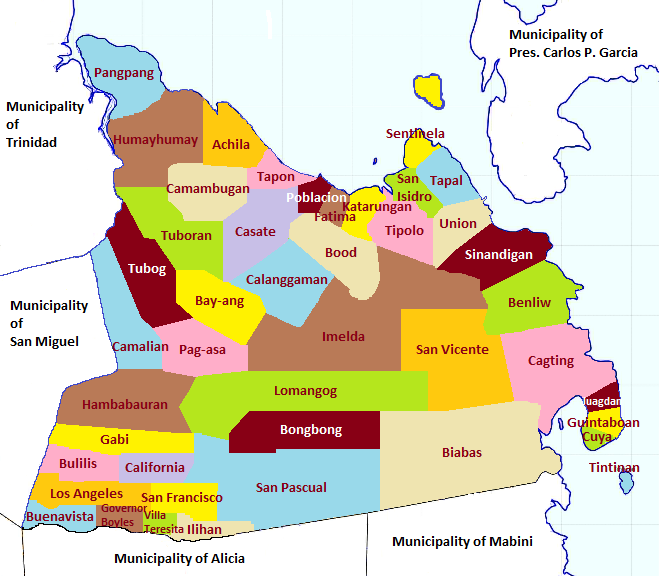 Municipality of
Pres. Carlos P. Garcia
Pangpang
Municipality
of
Trinidad
Sentinela
Humayhumay
Achila
Tapon
San
Isidro
Tapal
Camambugan
Poblacion
Katarungan
Fatima
Tuboran
Casate
Tipolo
Union
Bood
Sinandigan
Tubog
Calanggaman
Bay-ang
Benliw
Municipality
of
San Miguel
Imelda
Camalian
Pag-asa
San Vicente
Cagting
Lomangog
Hambabauran
Guintaboan
Bongbong
Cuya
Gabi
Biabas
Bulilis
California
Tintinan
San Pascual
Los Angeles
San Francisco
Buenavista
Governor
Boyles
Villa
Teresita
Ilihan
Municipality of Alicia
Municipality of Mabini